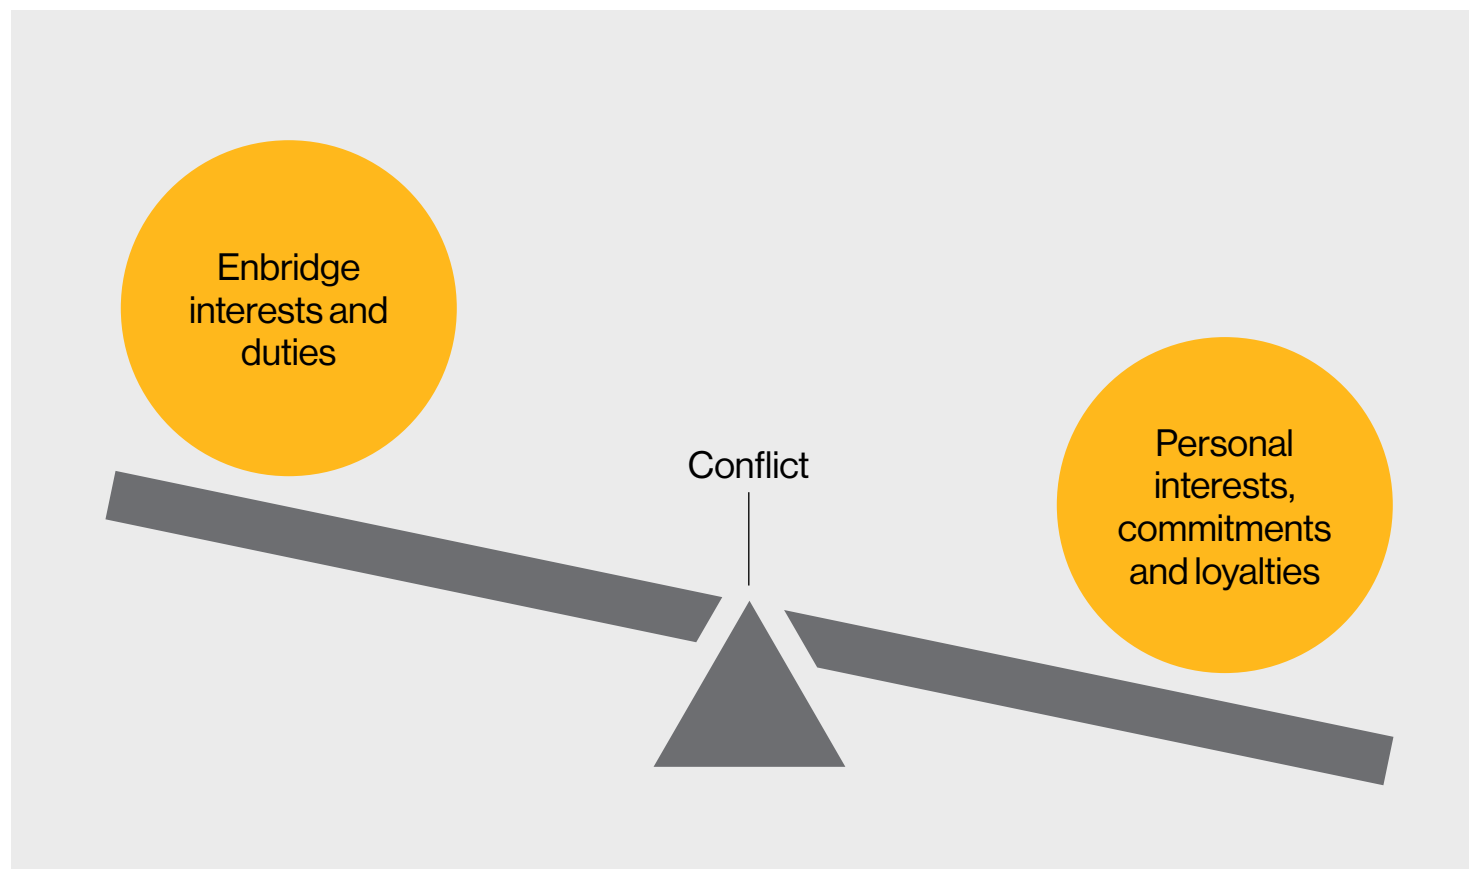 Enbridge
interests and
duties
Conflict
Personal
interests,
commitments
and loyalties